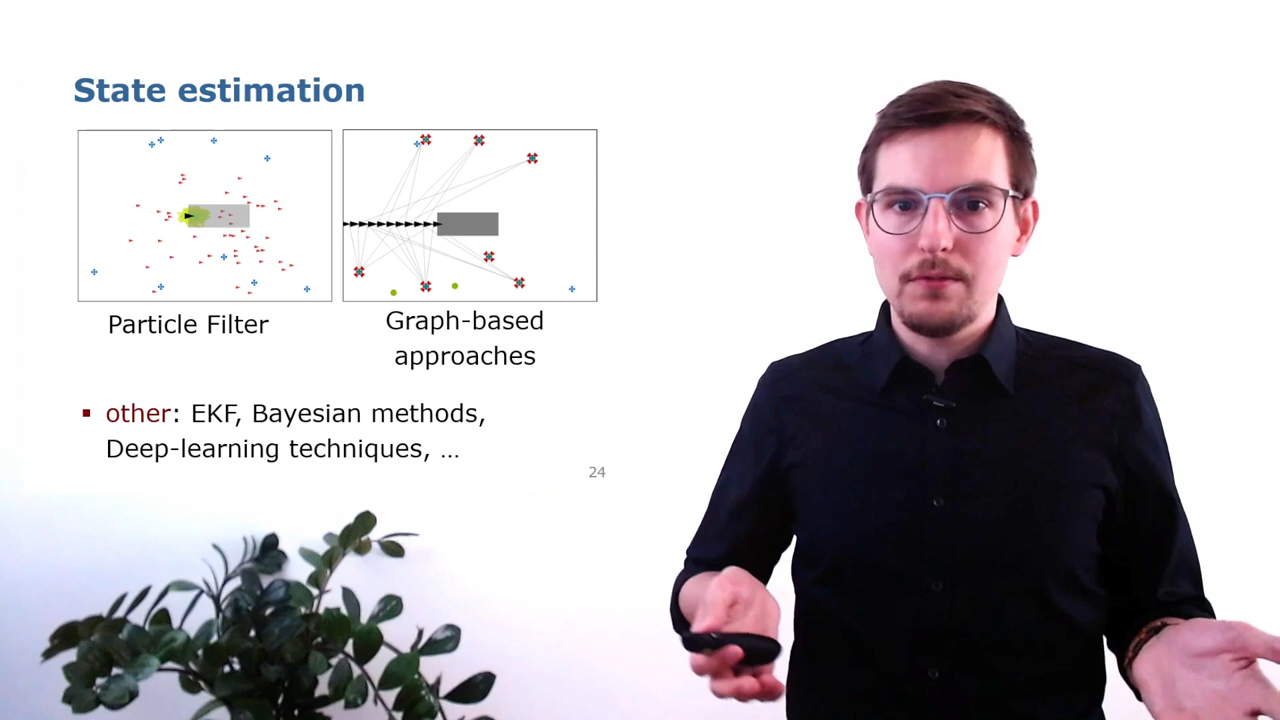 State estimation
Particle Filter
Graph-based
approaches
other: EKF, Bayesian methods,
Deep-learning techniques, ...
24